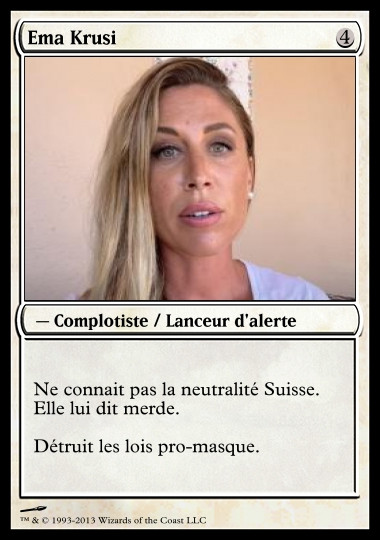 Ema Krusi 4
— Complotiste / Lanceur d'alerte
Ne connait pas la neutralité Suisse.
Elle lui dit merde.
Détruit les lois pro-masque.
™ & © 1993-2013 Wizards of the Coast LLC